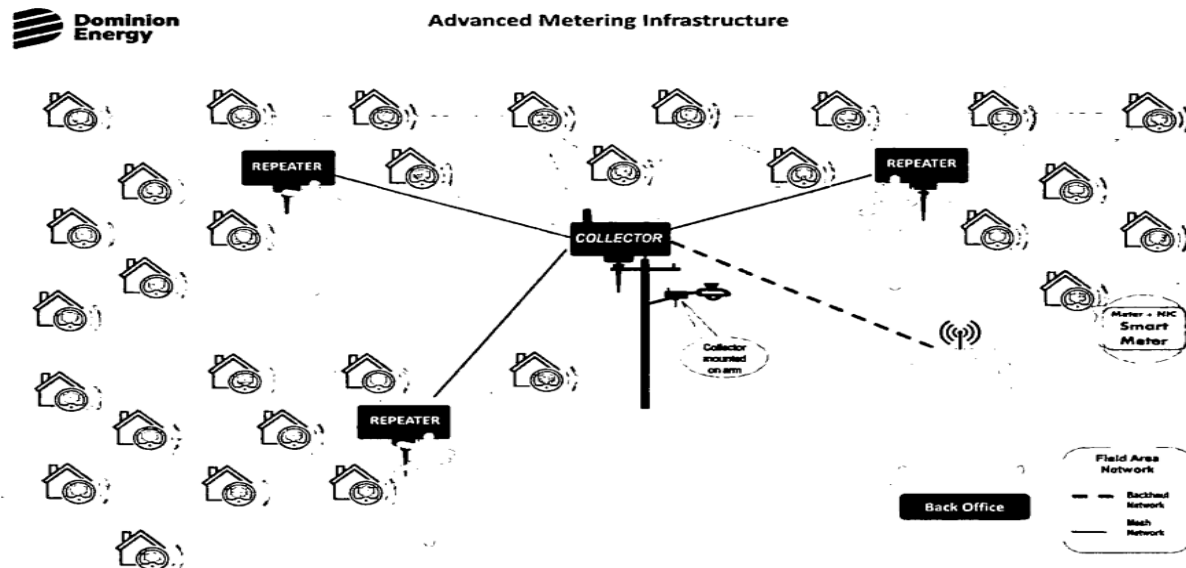 Dominion
Energy
Advanced Metering Infrastructure
REPEATER
REPEATER
COLLECTOR
Meter + NIC
Smart
Meter
Collector
mounted
on arm
REPEATER
Field Area
Network
Backhaul
Network
Mesh
Network
Back Office